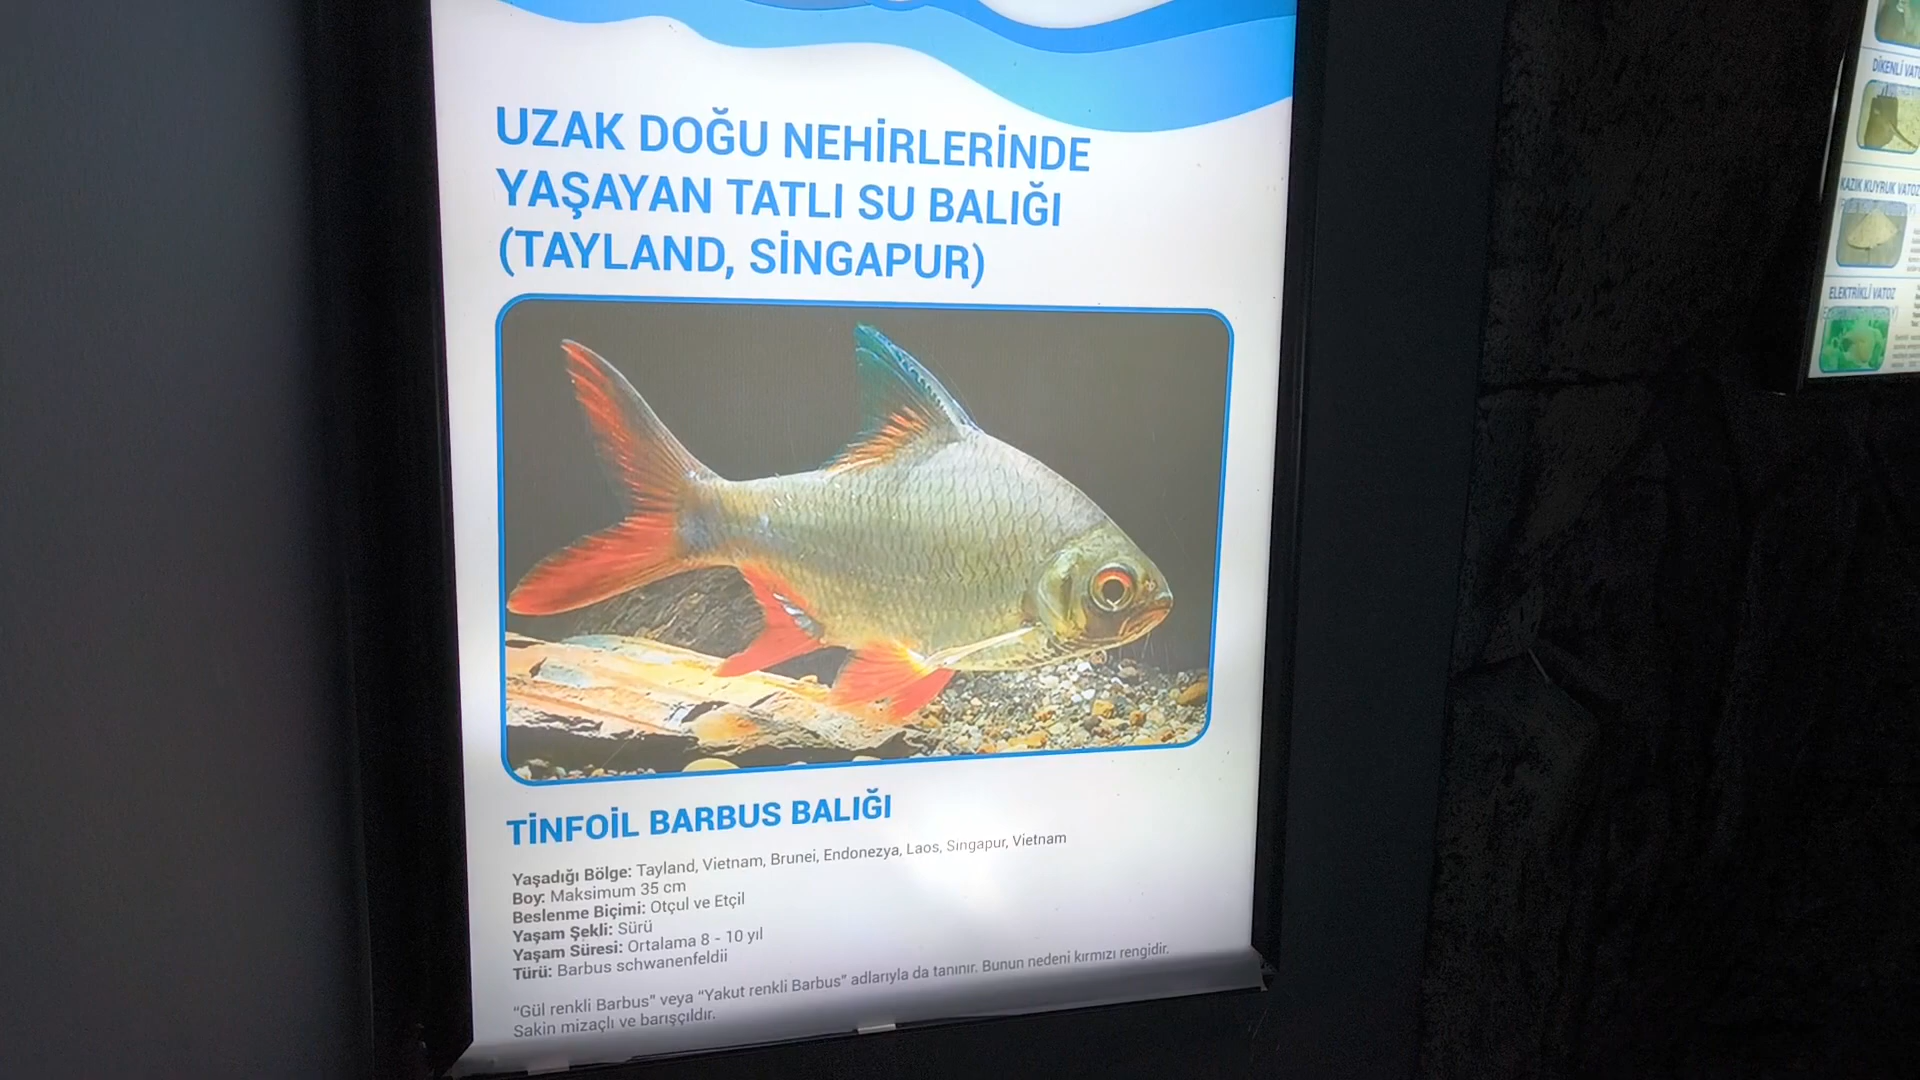 UZAK DOĞU NEHİRLERİNDE
YAŞAYAN TATLI SU BALIĞI
(TAYLAND, SİNGAPUR)
TİNFOİL BARBUS BALIĞI
Yaşadığı Bölge: Tayland, Vietnam, Brunei, Endonezya, Laos, Singapur, Vietnam
Boy: Maksimum 35 cm
Beslenme Biçimi: Otçul ve Etçil
Yaşam Şekli: Sürü
Yaşam Süresi: Ortalama 8 - 10 yıl
Türü: Barbus schwanenfeldii
“Gül renkli Barbus” veya “Yakut renkli Barbus” adlarıyla da tanınır. Bunun nedeni kırmızı rengidir.
Sakin mizaçlı ve barışçıldır.
DİKENLİ
KAZIK KUYRUK VATOZ
ELEKTRİKLİ VATOZ